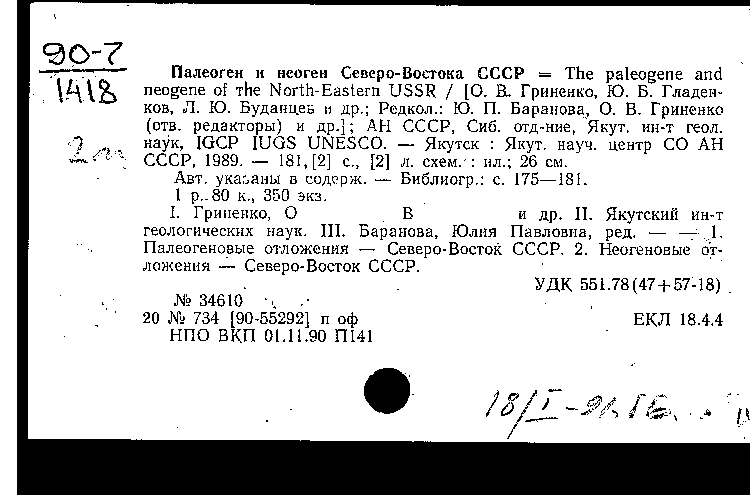 90-7
1418
2 m
Палеоген и неоген Северо-Востока СССР = The paleogene and
neogene of the North-Eastern USSR / [О. В. Гриненко, Ю. Б. Гладен-
ков, Л. Ю. Буданцев и др.; Редкол.: Ю. П. Баранова, О. В. Гриненко
(отв. редакторы) и др.]; АН СССР, Сиб. отд-ние, Якут. ин-т геол.
наук, IGCP IUGS UNESCO. — Якутск : Якут. науч. центр СО АН
СССР, 1989. — 181,[2] с., [2] л. схем. : ил.; 26 см.
Авт. указаны в содерж. — Библиогр.: с. 175—181.
1 р. 80 к., 350 экз.
I. Гриненко, О В и др. II. Якутский ин-т
геологических наук. III. Баранова, Юлия Павловна, ред. — — 1.
Палеогеновые отложения — Северо-Восток СССР. 2. Неогеновые от-
ложения — Северо-Восток СССР.
УДК 551.78(47+57-18)
№ 34610
20 № 734 [90-55292] п оф ЕКЛ 18.4.4
НПО ВКП 01.11.90 П141
18/I-91